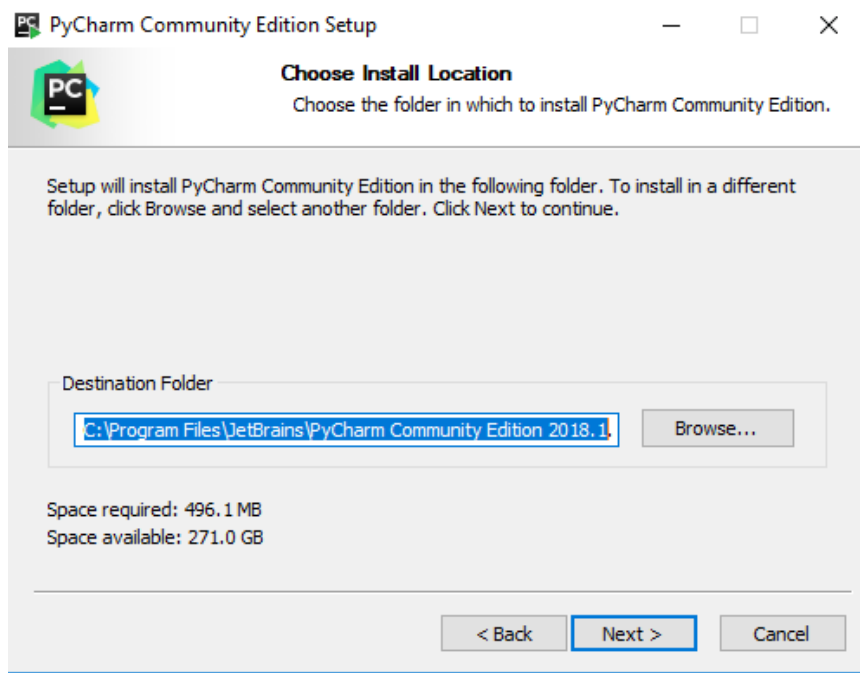 PC
PyCharm Community Edition Setup
PC
Choose Install Location
Choose the folder in which to install PyCharm Community Edition.
Setup will install PyCharm Community Edition in the following folder. To install in a different
folder, click Browse and select another folder. Click Next to continue.
Destination Folder
C:\Program Files\JetBrains\PyCharm Community Edition 2018.1.
Browse...
Space required: 496.1 MB
Space available: 271.0 GB
< Back
Next >
Cancel